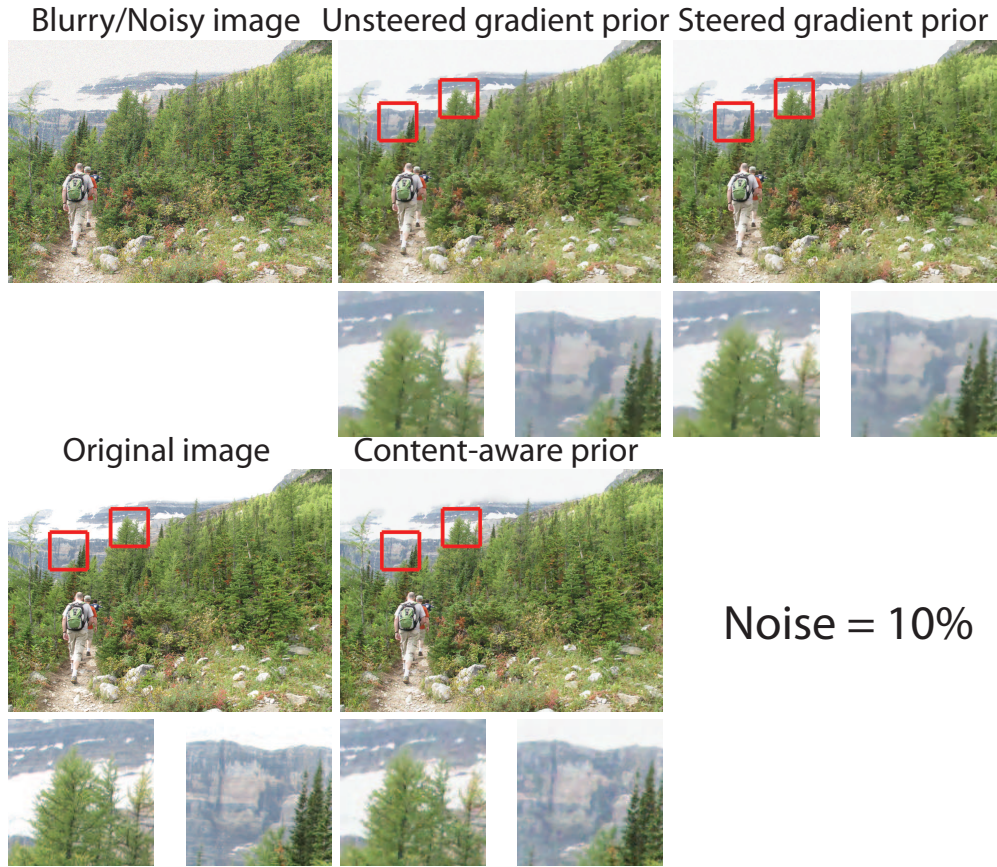 Blurry/Noisy image
Unsteered gradient prior
Steered gradient prior
Original image
Content-aware prior
Noise = 10%